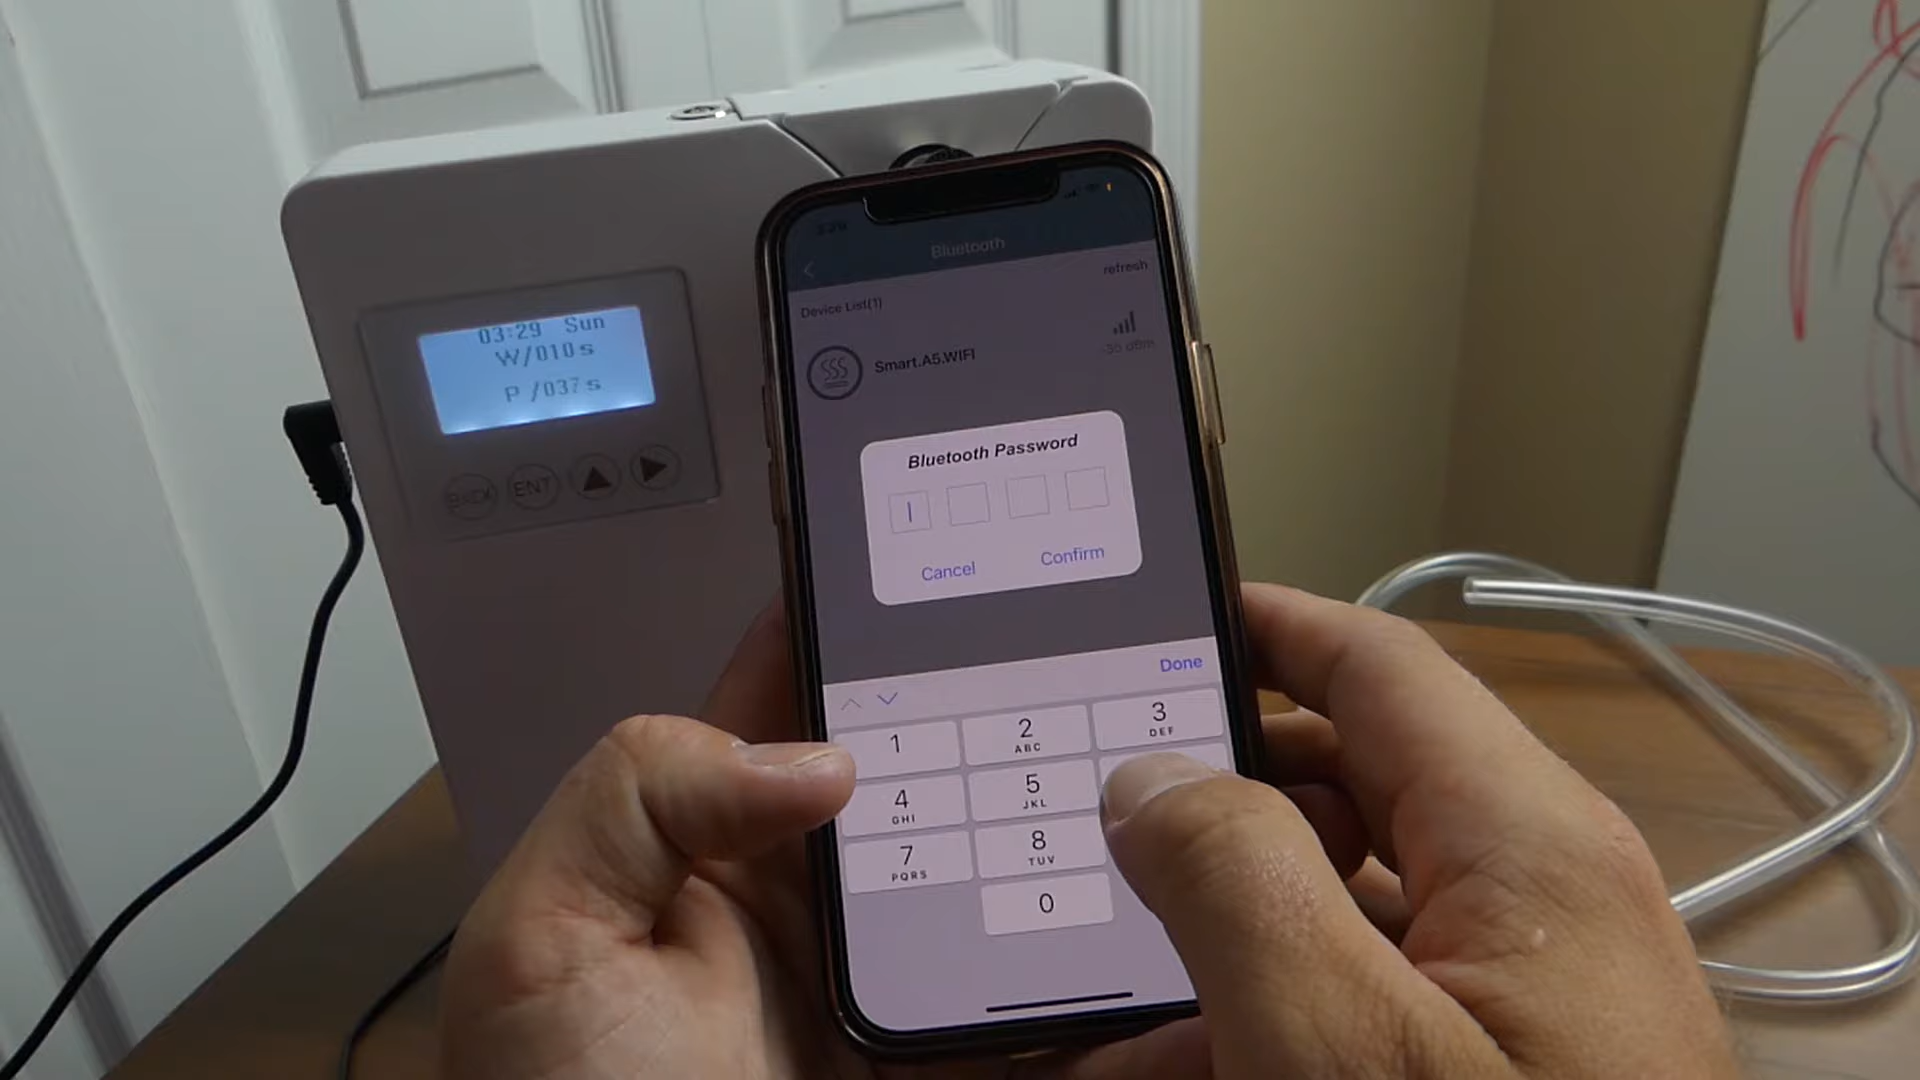 03:29 Sun
W/010s
P /037s
BACK
ENT
Bluetooth
refresh
Device List(1)
Smart.A5.WIFI
Bluetooth Password
Cancel
Confirm
Done
1
2
ABC
3
DEF
4
GHI
5
JKL
7
PQRS
8
TUV
0